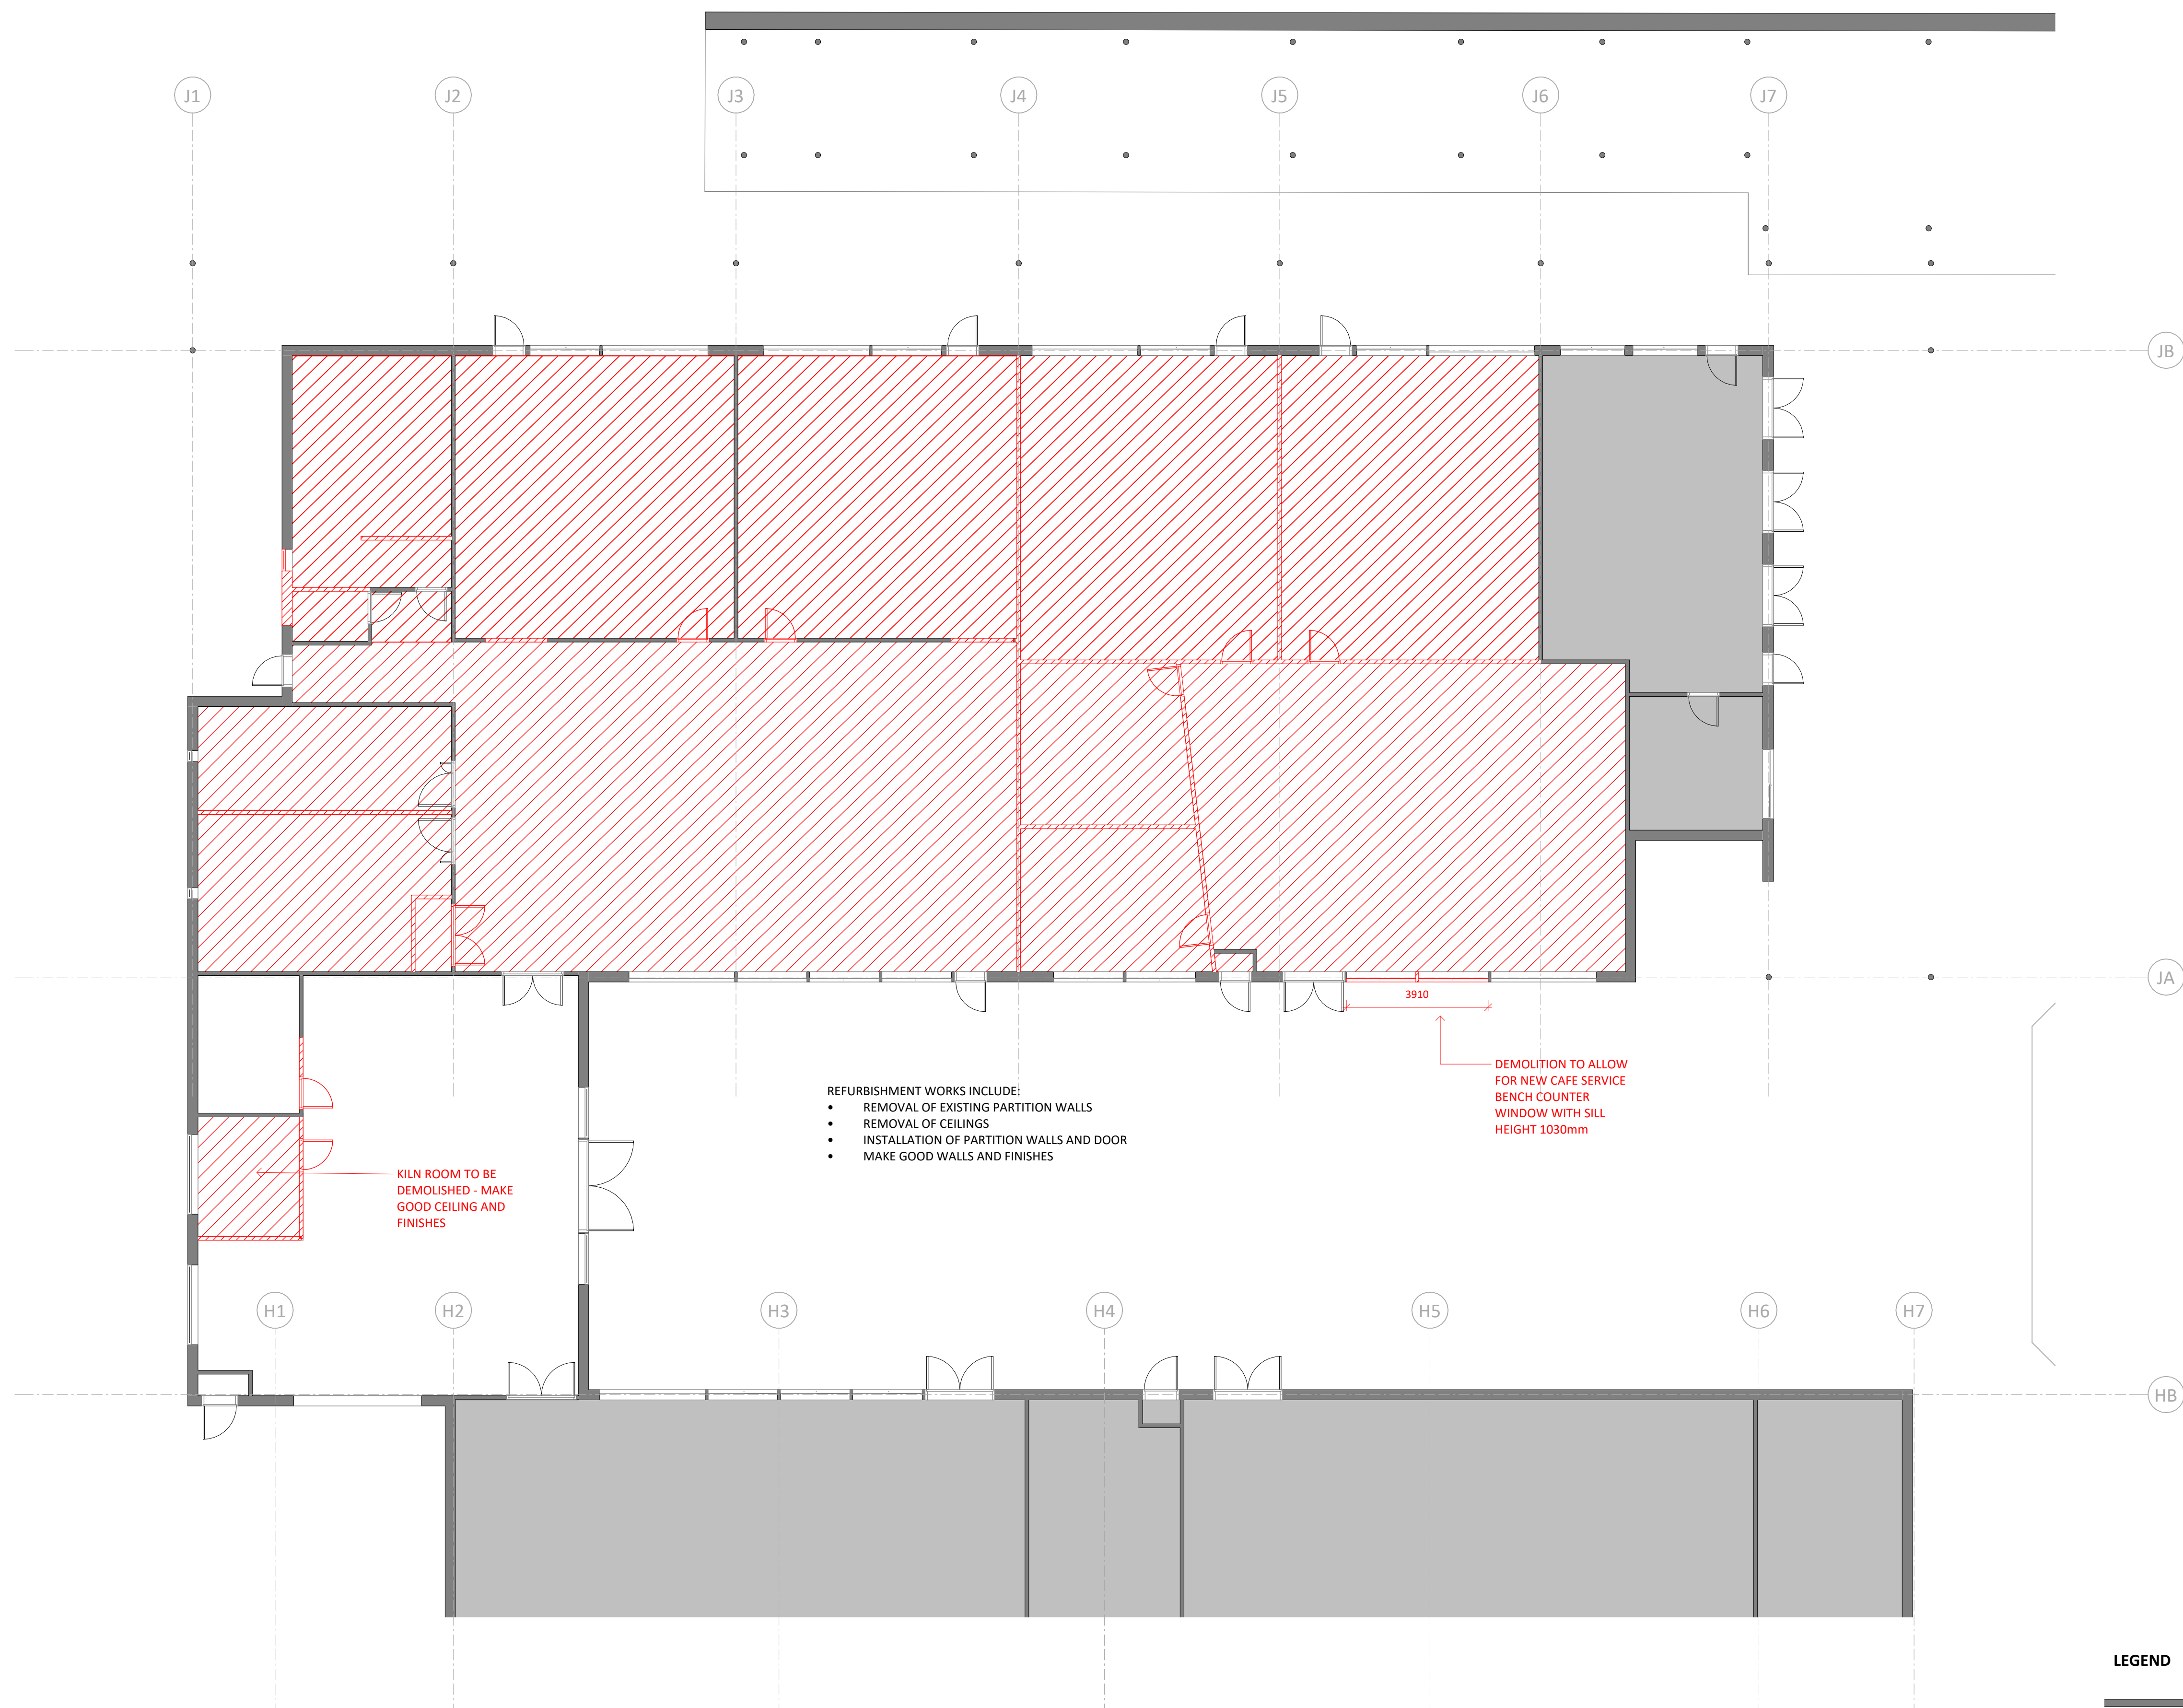 J1
J2
J3
J4
J5
J6
J7
JB
JA
3910
DEMOLITION TO ALLOW
FOR NEW CAFE SERVICE
BENCH COUNTER
WINDOW WITH SILL
HEIGHT 1030mm
REFURBISHMENT WORKS INCLUDE:
• REMOVAL OF EXISTING PARTITION WALLS
• REMOVAL OF CEILINGS
• INSTALLATION OF PARTITION WALLS AND DOOR
• MAKE GOOD WALLS AND FINISHES
KILN ROOM TO BE
DEMOLISHED - MAKE
GOOD CEILING AND
FINISHES
H1
H2
H3
H4
H5
H6
H7
HB
LEGEND